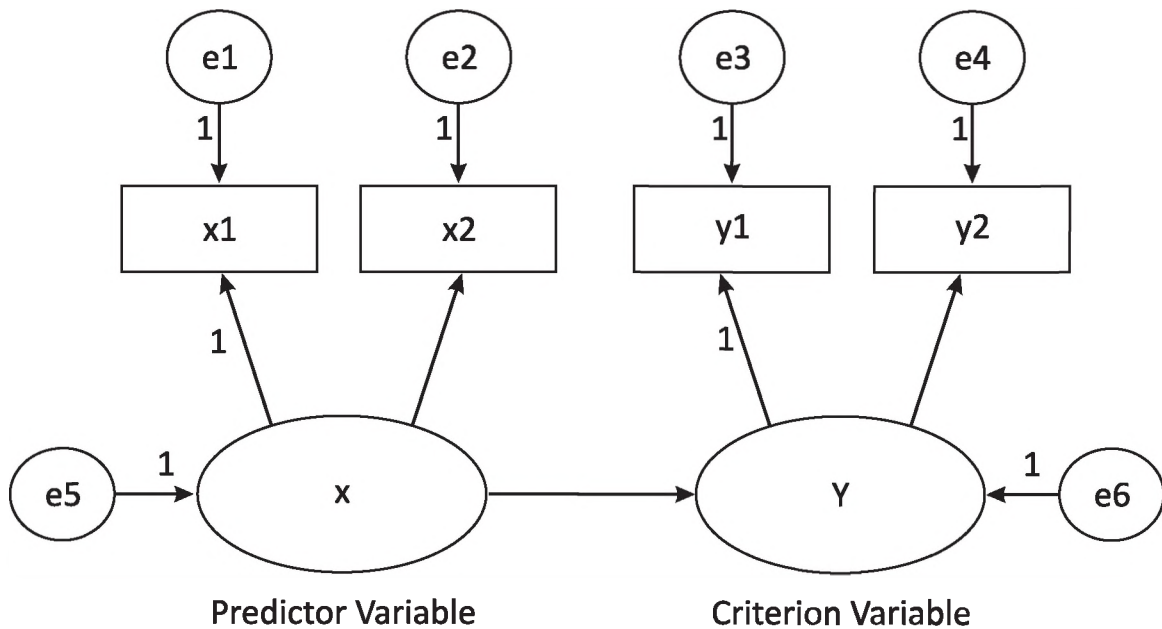 e1 e2 e3 e4
1 1 1 1
x1 x2 y1 y2
1 1
e5 1 x Y 1 e6
Predictor Variable Criterion Variable